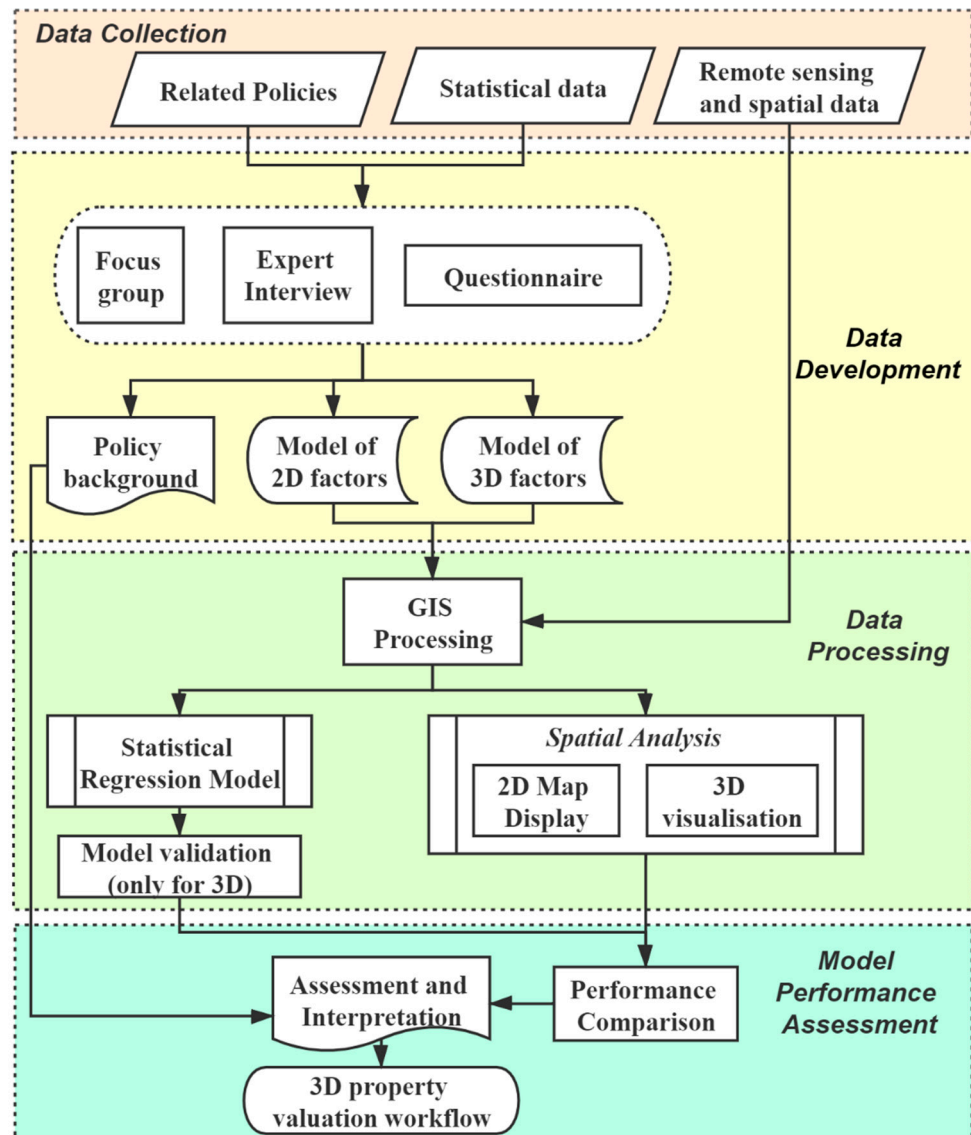 Data Collection
Related Policies
Statistical data
Remote sensing
and spatial data
Focus
group
Expert
Interview
Questionnaire
Data
Development
Policy
background
Model of
2D factors
Model of
3D factors
GIS
Processing
Data
Processing
Statistical
Regression Model
Spatial Analysis
2D Map
Display
3D
visualisation
Model validation
(only for 3D)
Model
Performance
Assessment
Assessment and
Interpretation
Performance
Comparison
3D property
valuation workflow